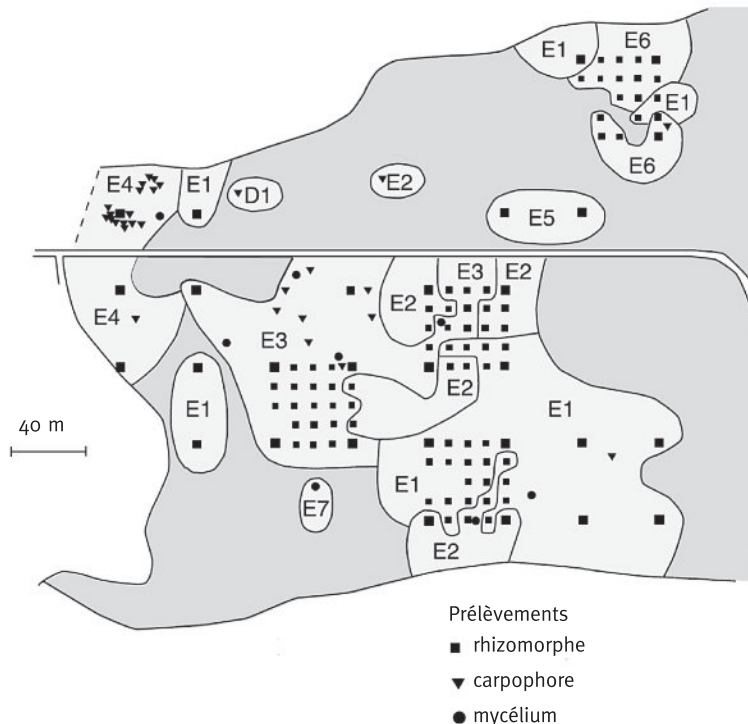 E1 E6
E1
E4 E1 D1 E2 E6
E5
E3 E2
E4 E2
E3
E2
E1 E1
40 m
E1
E7
E2
Prélèvements
rhizomorphe
carpophore
mycélium